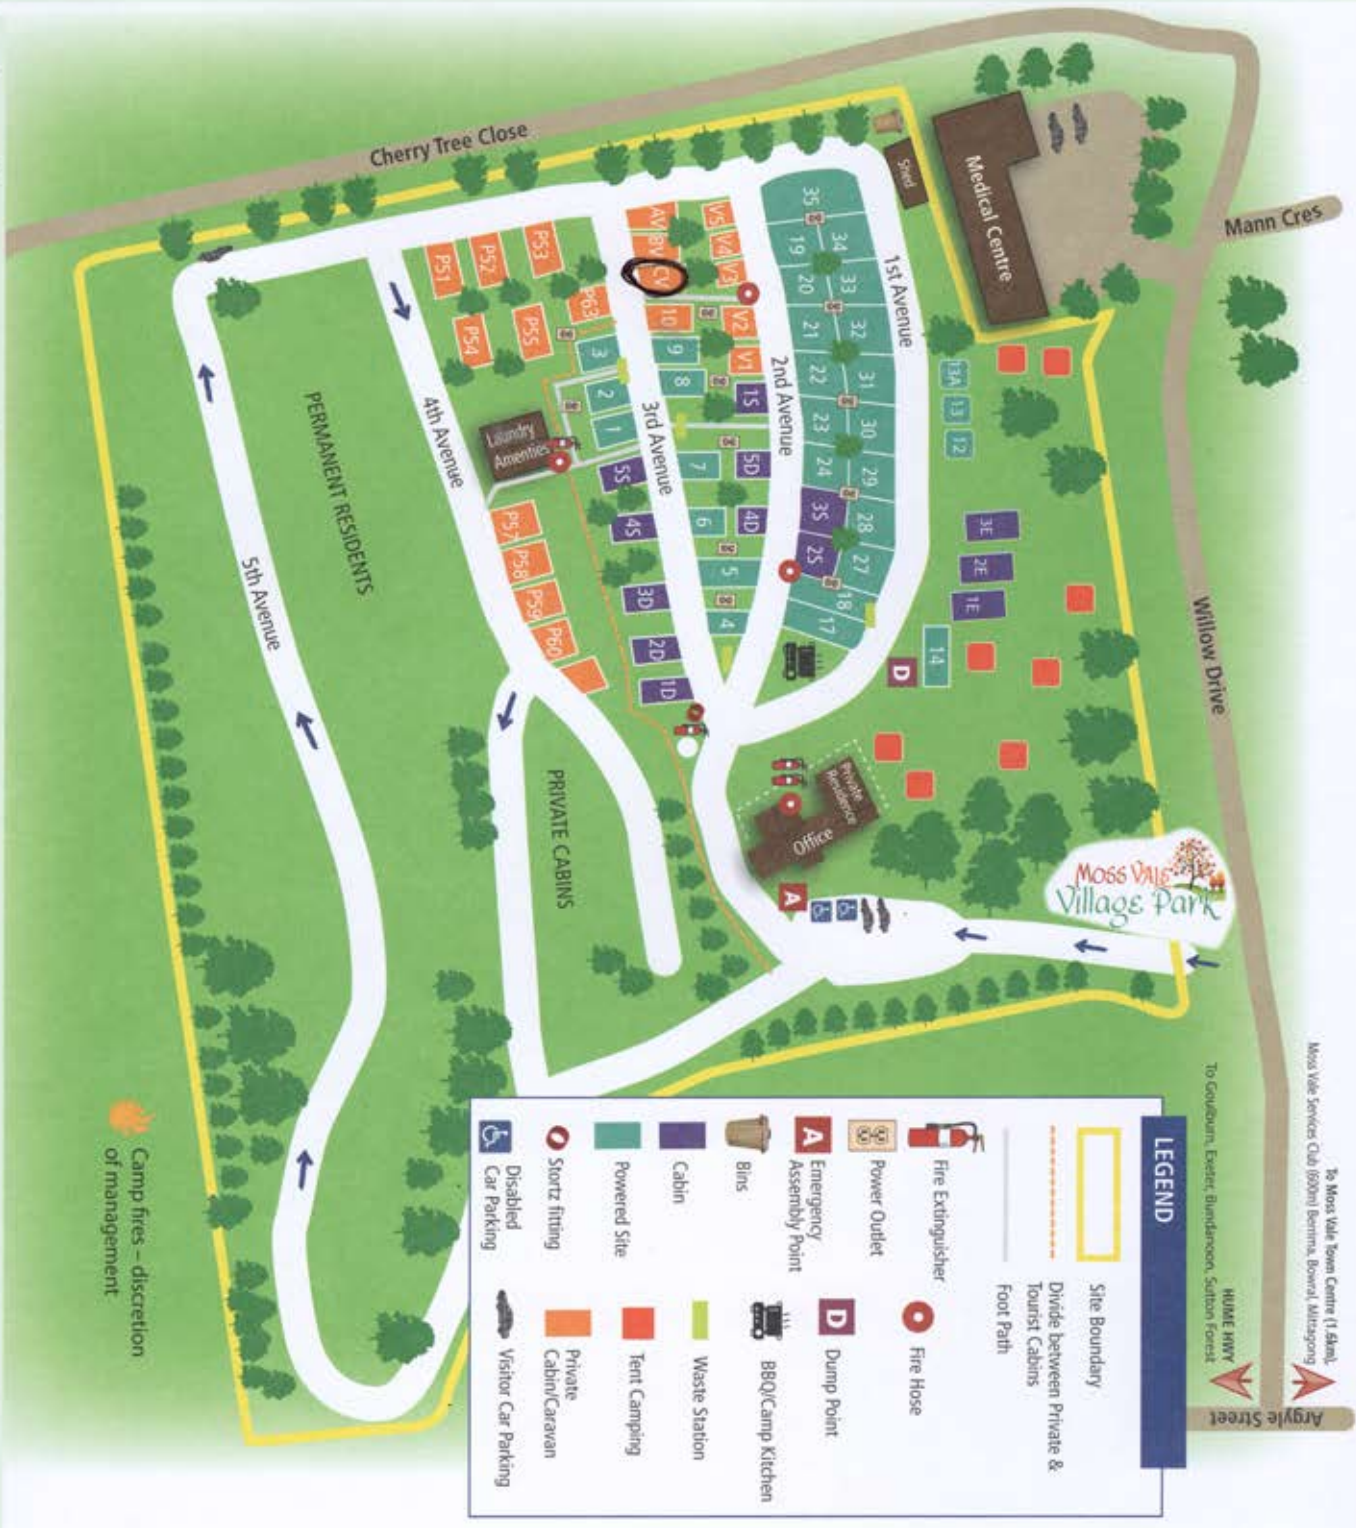 To Moss Vale Town Centre (1.6km),
Moss Vale Services Club (600m) Berrima, Bowral, Mittagong
HUME HWY
To Goulburn, Exeter, Bundanoon, Sutton Forest
Argyle Street
Mann Cres
Willow Drive
Cherry Tree Close
Medical Centre
Shed
MOSS VALE
Village Park
1st Avenue
13A
13
12
3E
2E
1E
14
D
35
34
33
32
31
30
29
28
27
18
17
19
20
21
22
23
24
3S
2S
2nd Avenue
V5
V4
V3
V2
V1
1S
5D
4D
AV
BV
CV
10
9
8
7
6
5
4
3rd Avenue
P63
3
2
1
5S
4S
3D
2D
1D
Laundry
Amenties
P53
P52
P51
P55
P54
P57
P58
P59
P60
4th Avenue
Private
Residence
Office
A
PERMANENT RESIDENTS
PRIVATE CABINS
5th Avenue
LEGEND
Site Boundary
Divide between Private &
Tourist Cabins
Foot Path
Fire Extinguisher
Fire Hose
Power Outlet
D
Dump Point
A
Emergency
Assembly Point
BBQ/Camp Kitchen
Bins
Waste Station
Cabin
Tent Camping
Powered Site
Private
Cabin/Caravan
Stortz fitting
Visitor Car Parking
Disabled
Car Parking
Camp fires – discretion
of management